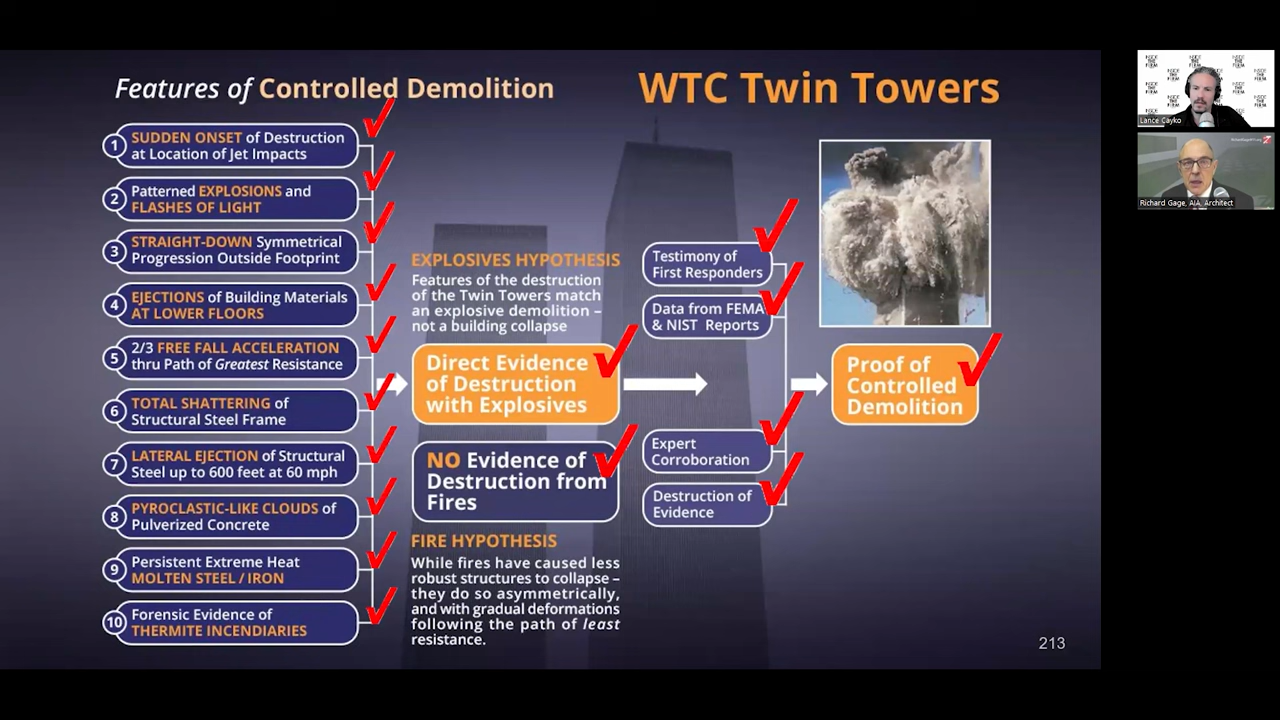 Features of Controlled Demolition
WTC Twin Towers
1
SUDDEN ONSET of Destruction
at Location of Jet Impacts
2
Patterned EXPLOSIONS and
FLASHES OF LIGHT
3
STRAIGHT-DOWN Symmetrical
Progression Outside Footprint
4
EJECTIONS of Building Materials
AT LOWER FLOORS
5
2/3 FREE FALL ACCELERATION
thru Path of Greatest Resistance
6
TOTAL SHATTERING of
Structural Steel Frame
7
LATERAL EJECTION of Structural
Steel up to 600 feet at 60 mph
8
PYROCLASTIC-LIKE CLOUDS of
Pulverized Concrete
9
Persistent Extreme Heat
MOLTEN STEEL / IRON
10
Forensic Evidence of
THERMITE INCENDIARIES
EXPLOSIVES HYPOTHESIS
Features of the destruction
of the Twin Towers match
an explosive demolition –
not a building collapse
Direct Evidence
of Destruction
with Explosives
NO Evidence of
Destruction from
Fires
FIRE HYPOTHESIS
While fires have caused less
robust structures to collapse –
they do so asymmetrically,
and with gradual deformations
following the path of least
resistance.
Testimony of
First Responders
Data from FEMA
& NIST Reports
Expert
Corroboration
Destruction of
Evidence
Proof of
Controlled
Demolition
213
Lance Cayko
Richard Gage, AIA, Architect